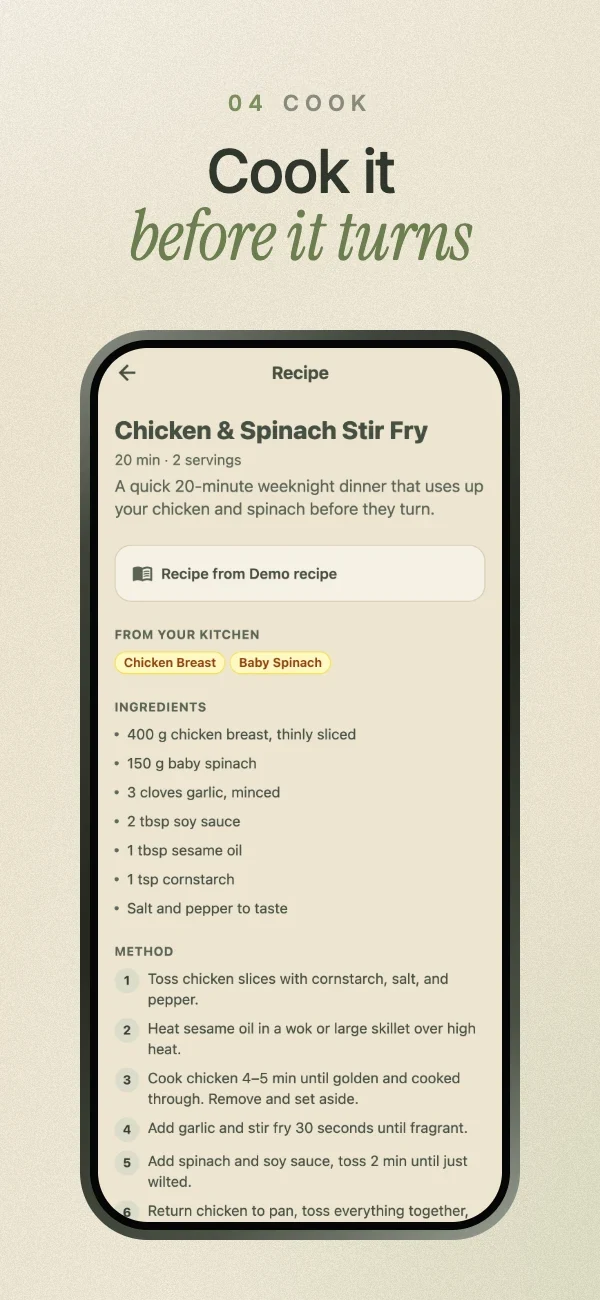 04 COOK
Cook it
before it turns
Recipe
Chicken & Spinach Stir Fry
20 min · 2 servings
A quick 20-minute weeknight dinner that uses up
your chicken and spinach before they turn.
Recipe from Demo recipe
FROM YOUR KITCHEN
Chicken Breast Baby Spinach
INGREDIENTS
• 400 g chicken breast, thinly sliced
• 150 g baby spinach
• 3 cloves garlic, minced
• 2 tbsp soy sauce
• 1 tbsp sesame oil
• 1 tsp cornstarch
• Salt and pepper to taste
METHOD
1 Toss chicken slices with cornstarch, salt, and
pepper.
2 Heat sesame oil in a wok or large skillet over high
heat.
3 Cook chicken 4–5 min until golden and cooked
through. Remove and set aside.
4 Add garlic and stir fry 30 seconds until fragrant.
5 Add spinach and soy sauce, toss 2 min until just
wilted.
6 Return chicken to pan, toss everything together,